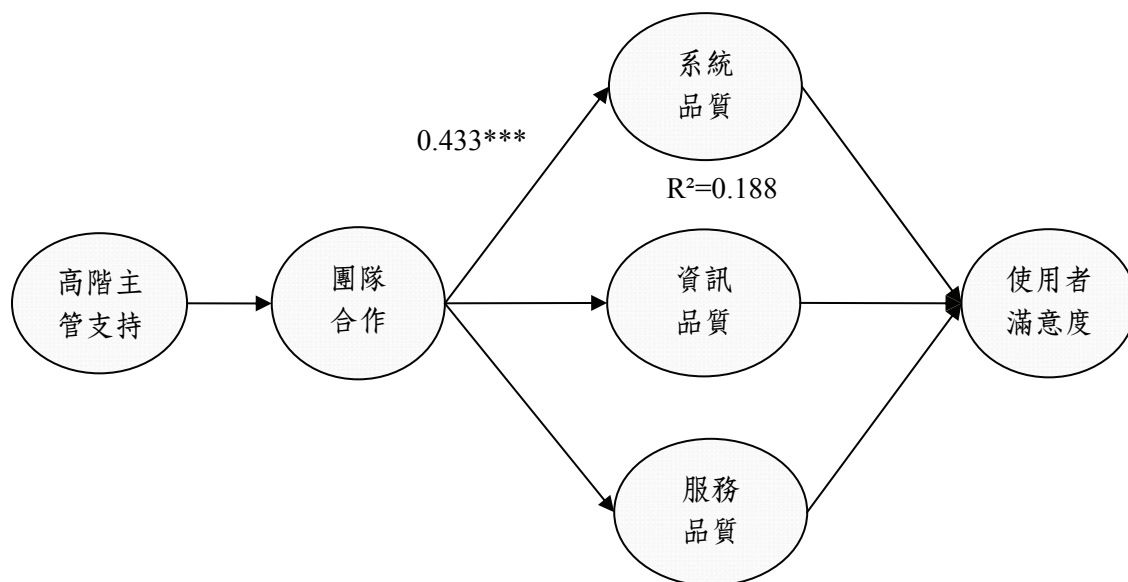 系統
品質
0.433***
R²=0.188
高階主
管支持
團隊
合作
資訊
品質
使用者
滿意度
服務
品質